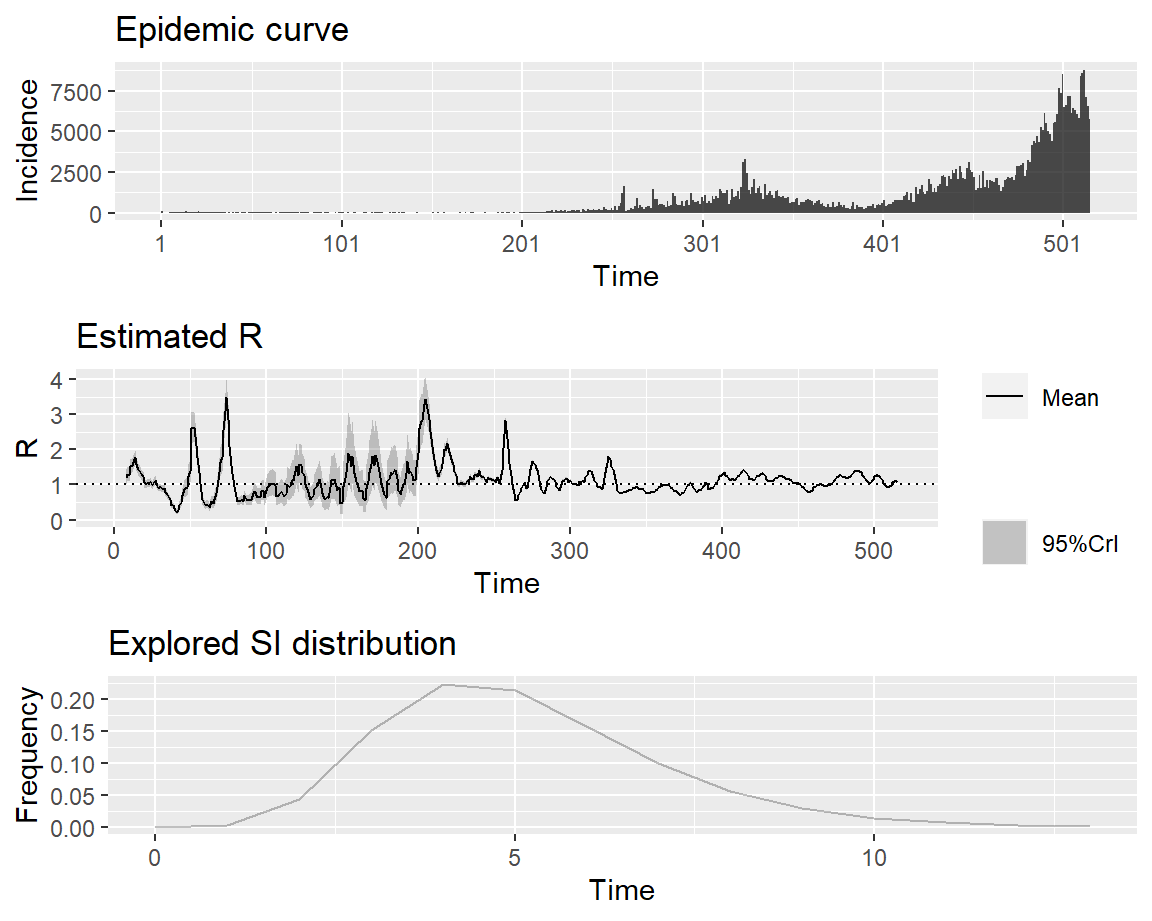 Epidemic curve
Incidence
7500
5000
2500
0
1 101 201 301 401 501
Time
Estimated R
R
4
3
2
1
0
0 100 200 300 400 500
Time
Mean
95%CrI
Explored SI distribution
Frequency
0.20
0.15
0.10
0.05
0.00
0 5 10
Time